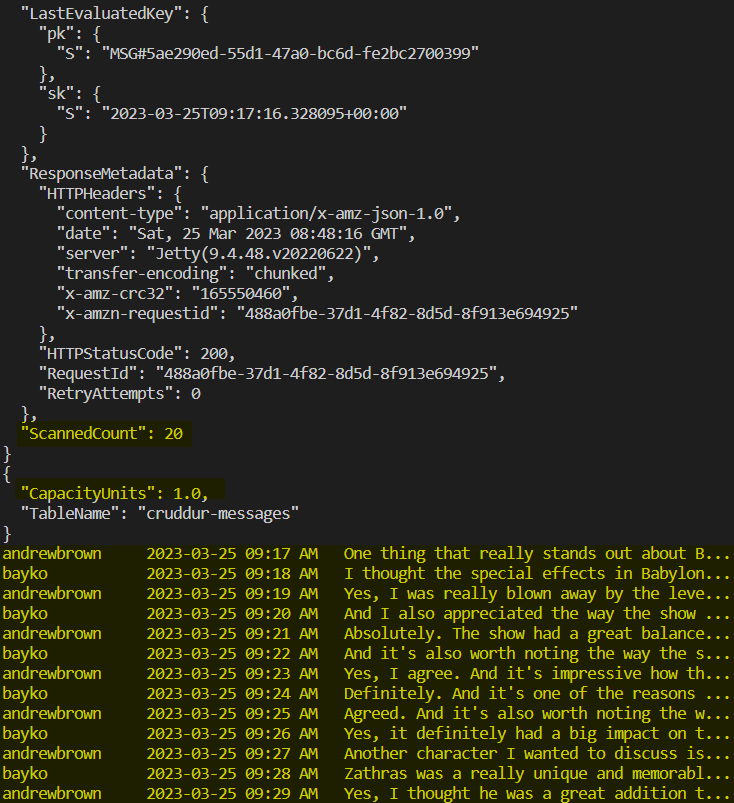 "LastEvaluatedKey": {
"pk": {
"S": "MSG#5ae290ed-55d1-47a0-bc6d-fe2bc2700399"
},
"sk": {
"S": "2023-03-25T09:17:16.328095+00:00"
}
},
"ResponseMetadata": {
"HTTPHeaders": {
"content-type": "application/x-amz-json-1.0",
"date": "Sat, 25 Mar 2023 08:48:16 GMT",
"server": "Jetty(9.4.48.v20220622)",
"transfer-encoding": "chunked",
"x-amz-crc32": "165550460",
"x-amzn-requestid": "488a0fbe-37d1-4f82-8d5d-8f913e694925"
},
"HTTPStatusCode": 200,
"RequestId": "488a0fbe-37d1-4f82-8d5d-8f913e694925",
"RetryAttempts": 0
},
"ScannedCount": 20
}
{
"CapacityUnits": 1.0,
"TableName": "cruddur-messages"
}
andrewbrown 2023-03-25 09:17 AM One thing that really stands out about B...
bayko 2023-03-25 09:18 AM I thought the special effects in Babylon...
andrewbrown 2023-03-25 09:19 AM Yes, I was really blown away by the leve...
bayko 2023-03-25 09:20 AM And I also appreciated the way the show ...
andrewbrown 2023-03-25 09:21 AM Absolutely. The show had a great balance...
bayko 2023-03-25 09:22 AM And it's also worth noting the way the s...
andrewbrown 2023-03-25 09:23 AM Yes, I agree. And it's impressive how th...
bayko 2023-03-25 09:24 AM Definitely. And it's one of the reasons ...
andrewbrown 2023-03-25 09:25 AM Agreed. And it's also worth noting the w...
bayko 2023-03-25 09:26 AM Yes, it definitely had a big impact on t...
andrewbrown 2023-03-25 09:27 AM Another character I wanted to discuss is...
bayko 2023-03-25 09:28 AM Zathras was a really unique and memorabl...
andrewbrown 2023-03-25 09:29 AM Yes, I thought he was a great addition t...